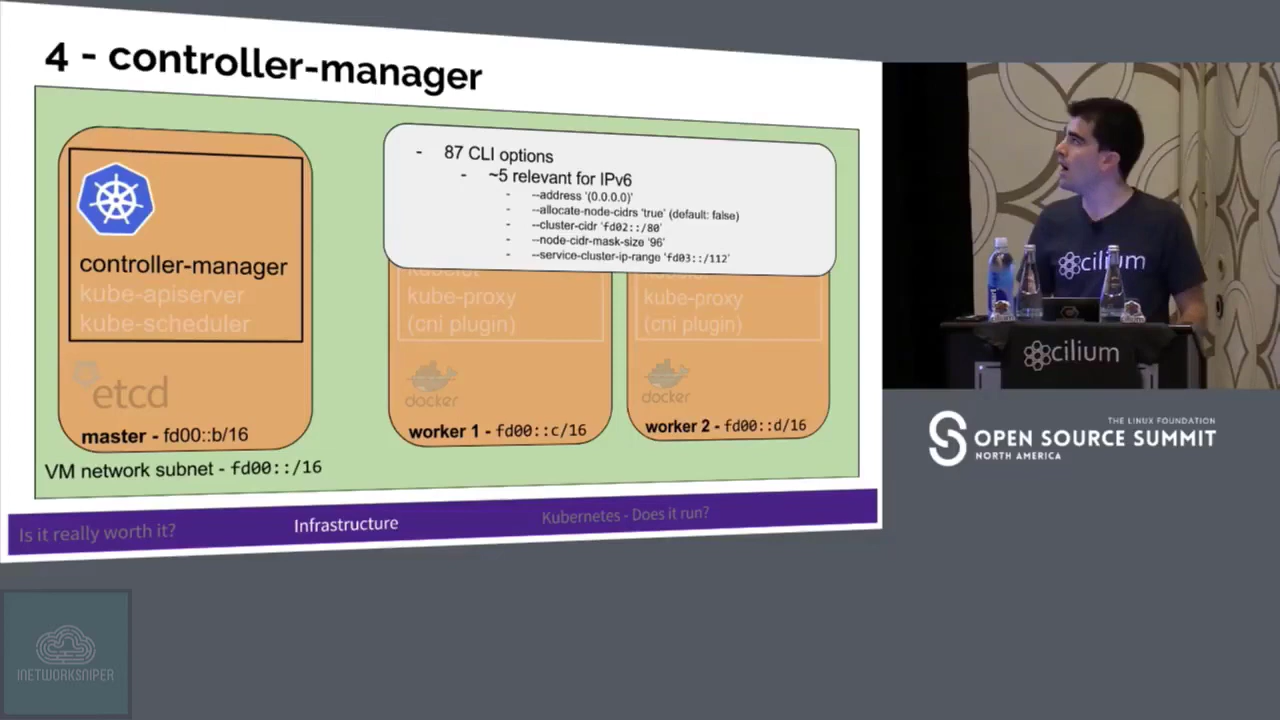 4 - controller-manager
- 87 CLI options
- ~5 relevant for IPv6
- --address '(0.0.0.0)'
- --allocate-node-cidrs 'true' (default: false)
- --cluster-cidr 'fd02::/80'
- --node-cidr-mask-size '96'
- --service-cluster-ip-range 'fd03::/112'
controller-manager
kube-apiserver
kube-scheduler
etcd
master - fd00::b/16
kube-proxy
(cni plugin)
docker
worker 1 - fd00::c/16
kube-proxy
(cni plugin)
docker
worker 2 - fd00::d/16
VM network subnet - fd00::/16
Is it really worth it?
Infrastructure
Kubernetes - Does it run?
cilium
cilium
THE LINUX FOUNDATION
OPEN SOURCE SUMMIT
NORTH AMERICA
INETWORKSNIPER